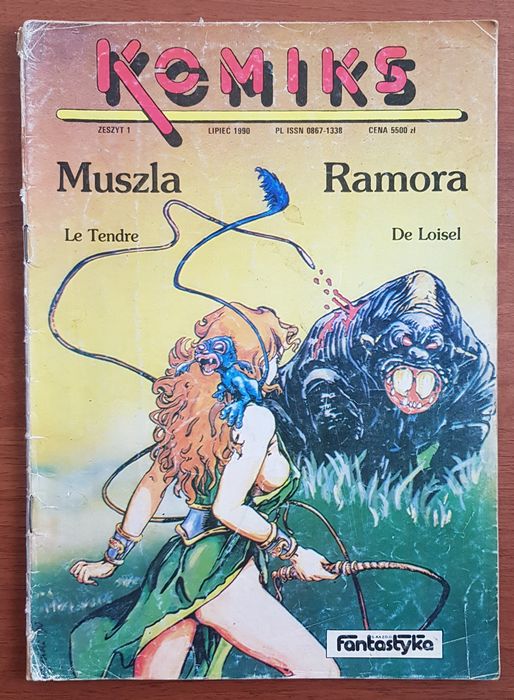 KOMIKS
ZESZYT 1 LIPIEC 1990 PL ISSN 0867-1338 CENA 5500 zł
Muszla Ramora
Le Tendre De Loisel
Fantastyka